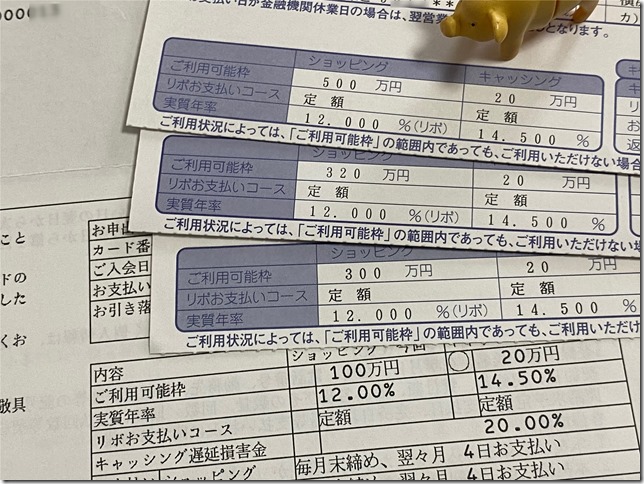 お支払い日が金融機関休業日の場合は、翌営業
となります。
ショッピング キャッシング
ご利用可能枠 500 万円 20 万円
リボお支払いコース 定 額 定 額
実質年率 12.000 %(リボ) 14.500 %
ご利用状況によっては、「ご利用可能枠」の範囲内であっても、ご利用いただけない場合
ご利用可能枠 320 万円 20 万円
リボお支払いコース 定 額 定 額
実質年率 12.000 %(リボ) 14.500 %
ご利用状況によっては、「ご利用可能枠」の範囲内であっても、ご利用いただけない場
ショッピング
ご利用可能枠 300 万円 20 万円
リボお支払いコース 定 額 定 額
実質年率 12.000 %(リボ) 14.500 %
ご利用状況によっては、「ご利用可能枠」の範囲内であっても、ご利用いただけ
こと
ドの
した
くお
敬具
お申
カード番
ご入会日
お支払い
お引き落
内容
ご利用可能枠 100万円 20万円
実質年率 12.00% 14.50%
リボお支払いコース 定額 定額
キャッシング遅延損害金 20.00%
毎月末締め、翌々月 4日お支払い
ショッピング 締め、翌々月 4日お支払い